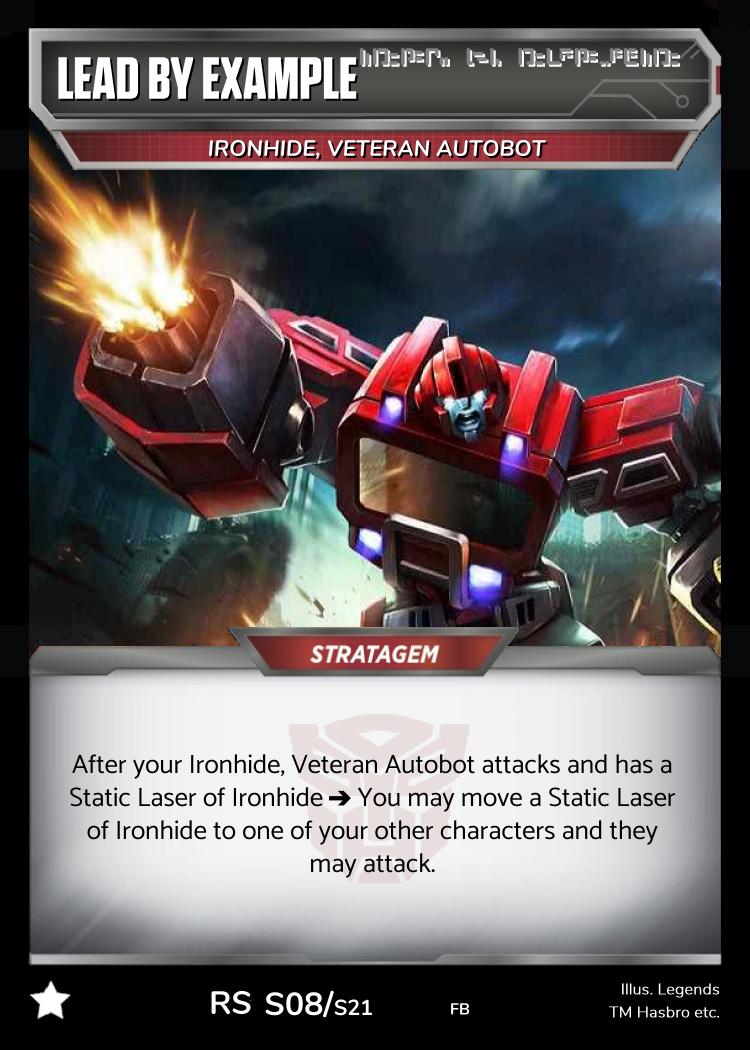 LEAD BY EXAMPLE
IRONHIDE, VETERAN AUTOBOT
STRATAGEM
After your Ironhide, Veteran Autobot attacks and has a
Static Laser of Ironhide ➔ You may move a Static Laser
of Ironhide to one of your other characters and they
may attack.
RS S08/S21 FB
Illus. Legends
TM Hasbro etc.